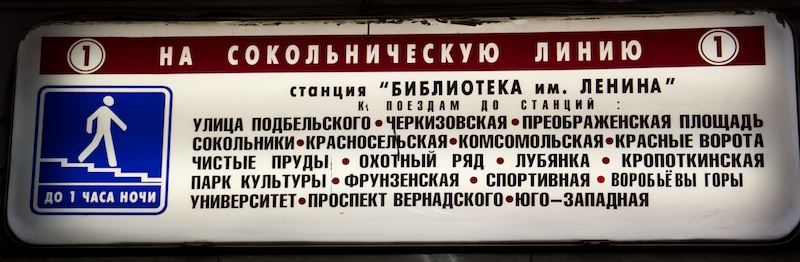 1 НА СОКОЛЬНИЧЕСКУЮ ЛИНИЮ 1
станция "БИБЛИОТЕКА им. ЛЕНИНА"
К ПОЕЗДАМ ДО СТАНЦИЙ :
УЛИЦА ПОДБЕЛЬСКОГО • ЧЕРКИЗОВСКАЯ • ПРЕОБРАЖЕНСКАЯ ПЛОЩАДЬ
СОКОЛЬНИКИ • КРАСНОСЕЛЬСКАЯ • КОМСОМОЛЬСКАЯ • КРАСНЫЕ ВОРОТА
ЧИСТЫЕ ПРУДЫ • ОХОТНЫЙ РЯД • ЛУБЯНКА • КРОПОТКИНСКАЯ
ПАРК КУЛЬТУРЫ • ФРУНЗЕНСКАЯ • СПОРТИВНАЯ • ВОРОБЬЁВЫ ГОРЫ
УНИВЕРСИТЕТ • ПРОСПЕКТ ВЕРНАДСКОГО • ЮГО-ЗАПАДНАЯ
ДО 1 ЧАСА НОЧИ